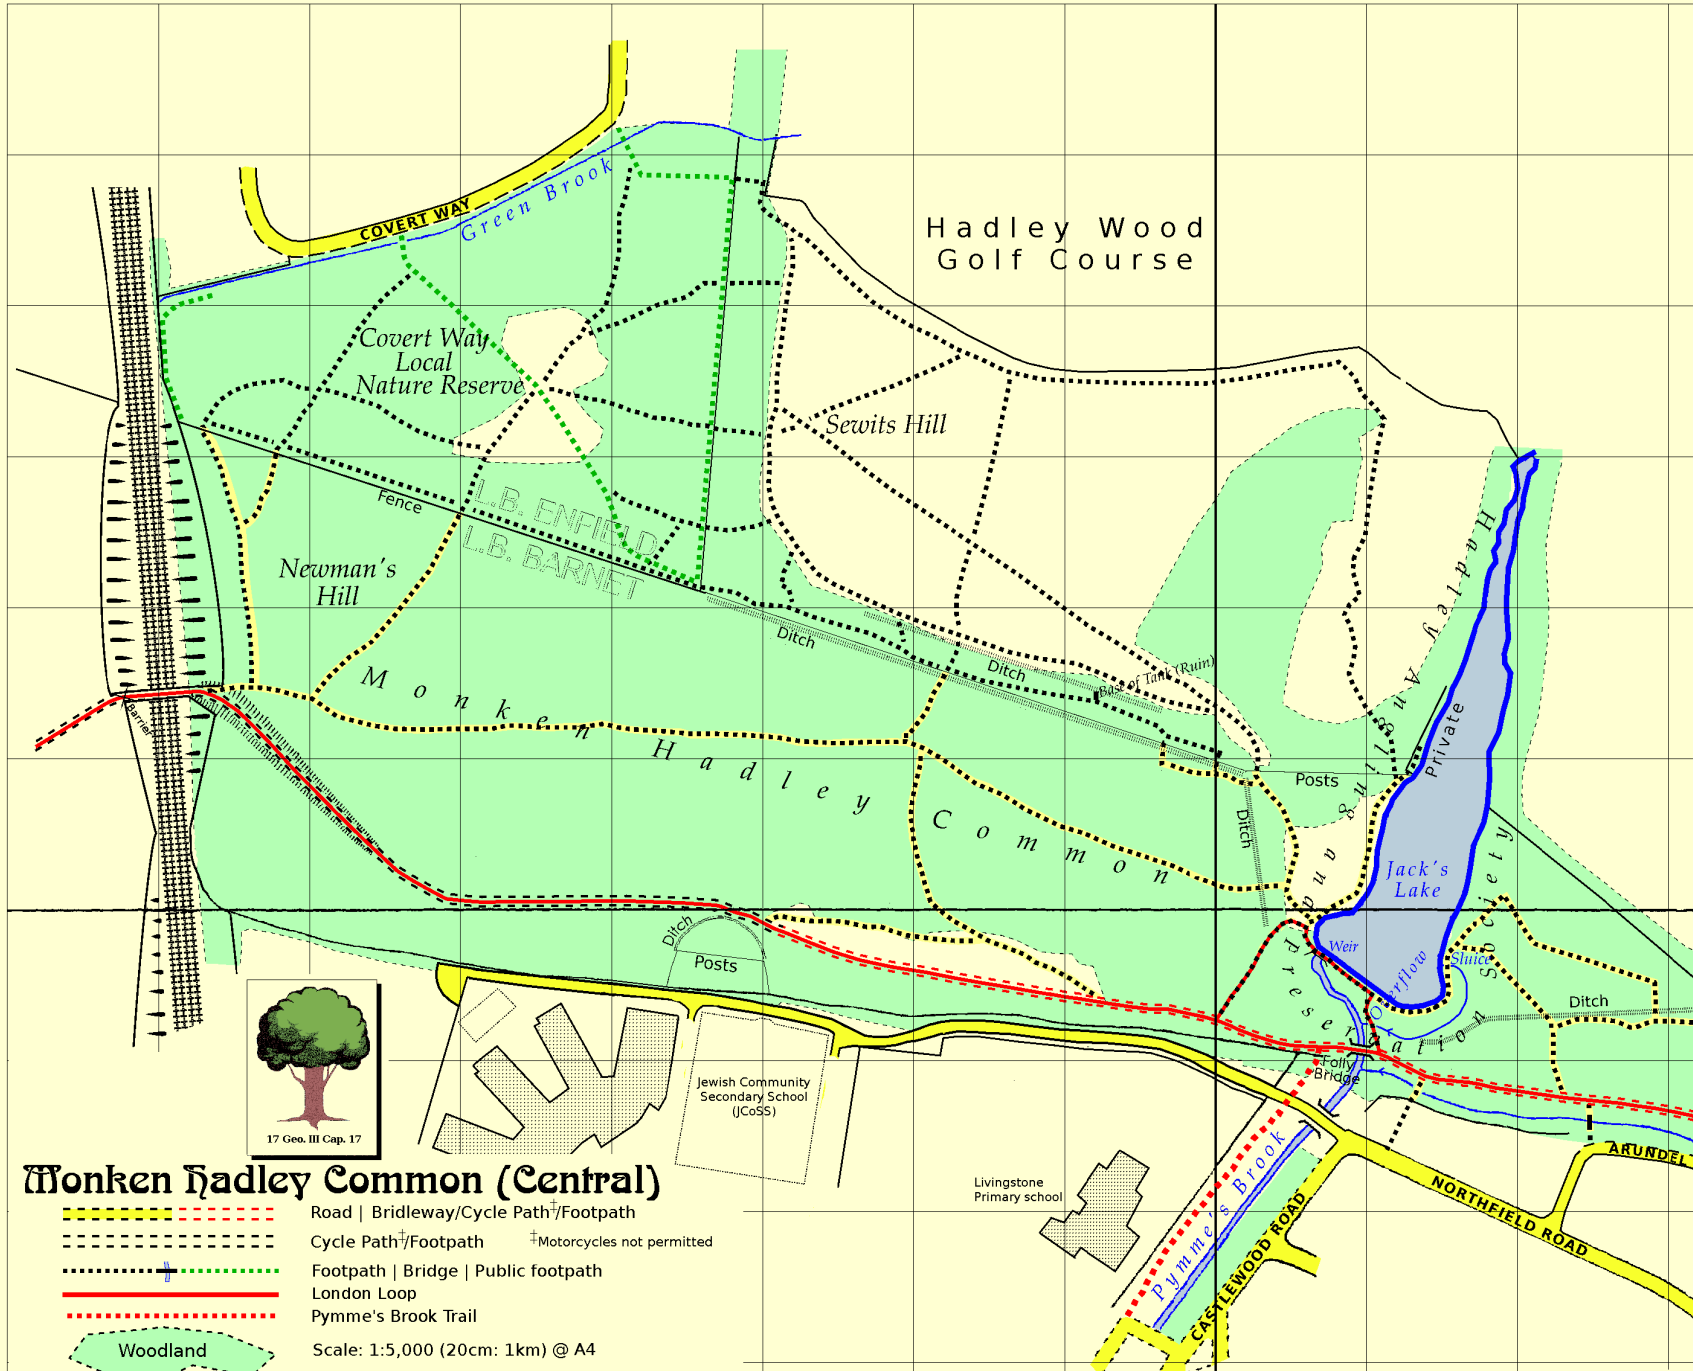 COVERT WAY
Green Brook
Hadley Wood
Golf Course
Covert Way
Local
Nature Reserve
Sewits Hill
Fence
L.B. ENFIELD
L.B. BARNET
Newman's
Hill
Ditch
Ditch
Base of Tank (Ruin)
Monken Hadley Common
Barrier
Posts
Ditch
Hadley Angling and Preservation Society
Private
Jack's
Lake
Weir
Overflow
Sluice
Ditch
Ditch
Posts
Folly
Bridge
Jewish Community
Secondary School
(JCoSS)
Livingstone
Primary school
Pymme's Brook
CASTLEWOOD ROAD
NORTHFIELD ROAD
ARUNDEL
17 Geo. III Cap. 17
Monken Hadley Common (Central)
Road | Bridleway/Cycle Path‡/Footpath
Cycle Path‡/Footpath ‡Motorcycles not permitted
Footpath | Bridge | Public footpath
London Loop
Pymme's Brook Trail
Woodland Scale: 1:5,000 (20cm: 1km) @ A4